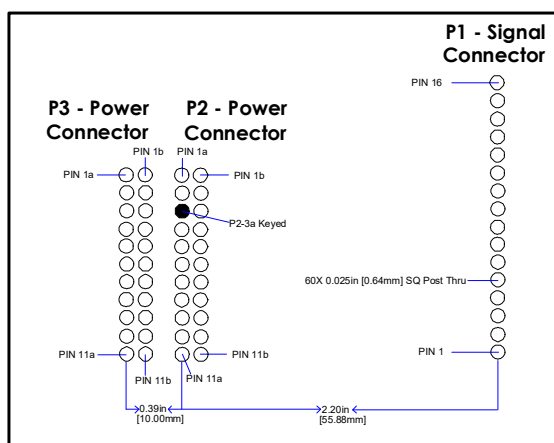 P1 - Signal
Connector
PIN 16
P3 - Power
Connector
P2 - Power
Connector
PIN 1b
PIN 1a
PIN 1a
PIN 1b
P2-3a Keyed
60X 0.025in [0.64mm] SQ Post Thru
PIN 11a
PIN 11b
PIN 1
PIN 11b
PIN 11a
0.39in
[10.00mm]
2.20in
[55.88mm]